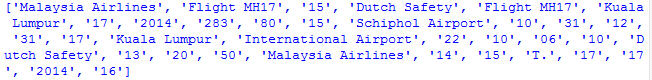 ['Malaysia Airlines', 'Flight MH17', '15', 'Dutch Safety', 'Flight MH17', 'Kuala
 Lumpur', '17', '2014', '283', '80', '15', 'Schiphol Airport', '10', '31', '12',
 '31', '17', 'Kuala Lumpur', 'International Airport', '22', '10', '06', '10', 'D
utch Safety', '13', '20', '50', 'Malaysia Airlines', '14', '15', 'T.', '17', '17
', '2014', '16']